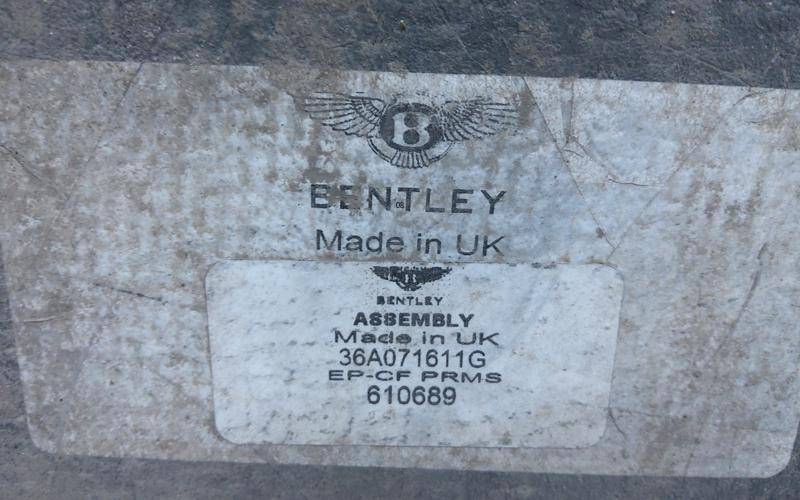 B
BENTLEY
Made in UK
B
BENTLEY
ASSEMBLY
Made in UK
36A071611G
EP-CF PRMS
610689